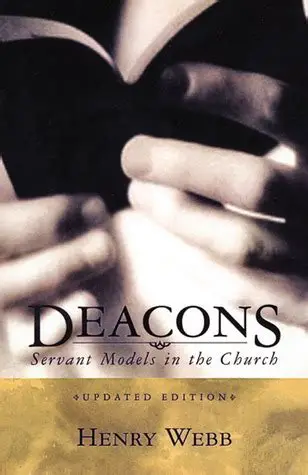 DEACONS
Servant Models in the Church
UPDATED EDITION
HENRY WEBB